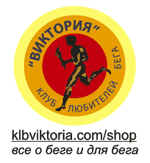 "ВИКТОРИЯ"
КЛУБ ЛЮБИТЕЛЕЙ БЕГА
klbviktoria.com/shop
все о беге и для бега